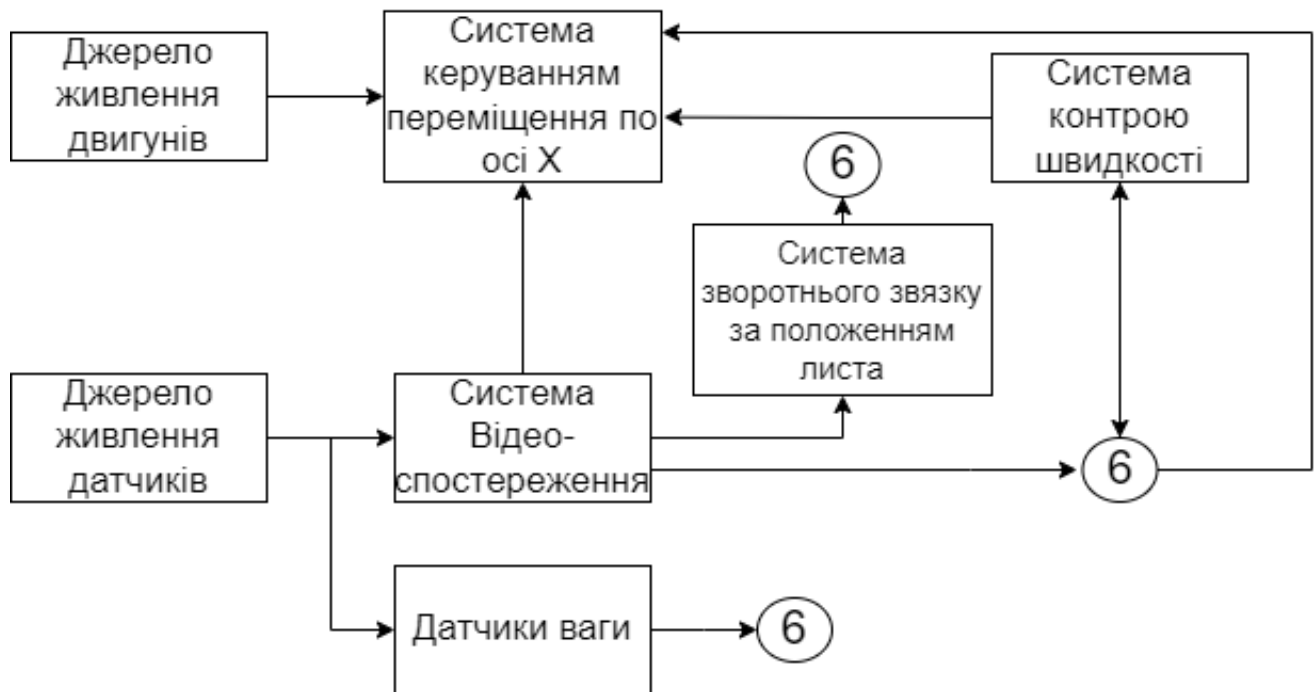 Джерело
живлення
двигунів
Система
керуванням
переміщення по
осі X
Система
контрою
швидкості
6
Система
зворотнього звязку
за положенням
листа
Джерело
живлення
датчиків
Система
Відео-
спостереження
6
Датчики ваги
6